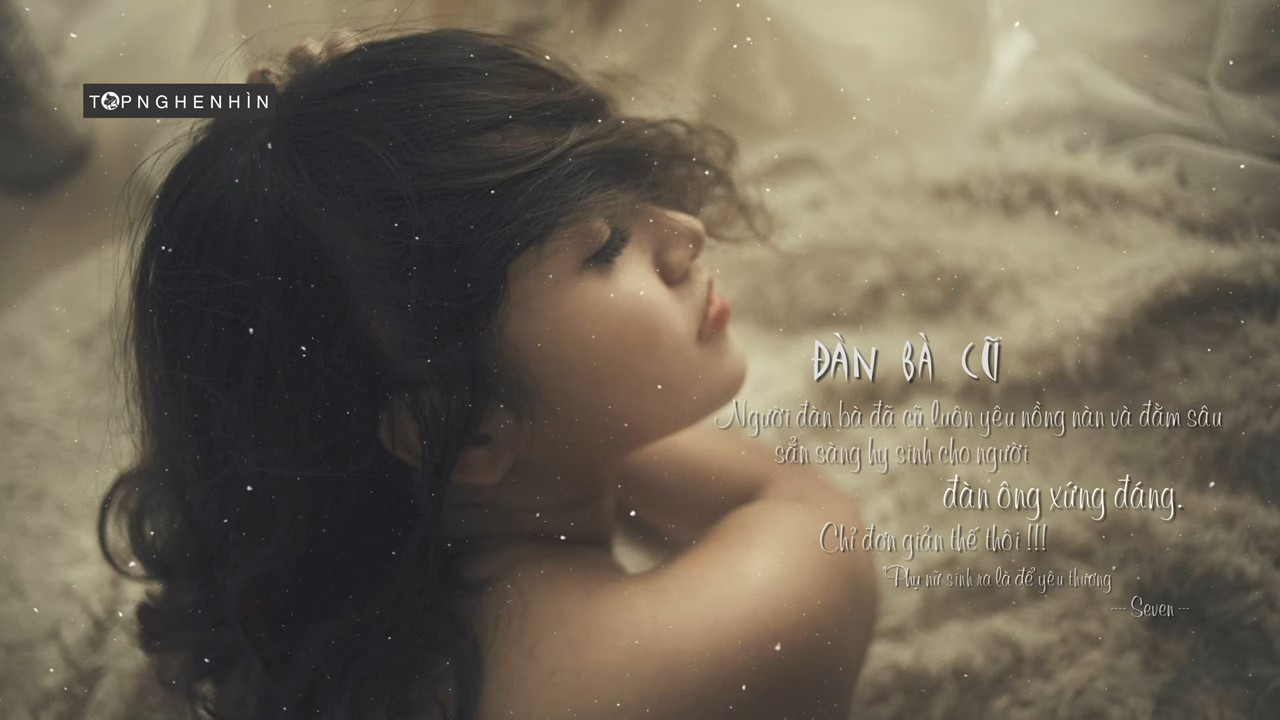 TOPNGHENHÌN
ĐÀN BÀ CŨ
Người đàn bà đã cũ luôn yêu nồng nàn và đằm sâu
sẵn sàng hy sinh cho người
đàn ông xứng đáng.
Chỉ đơn giản thế thôi !!!
"Phụ nữ sinh ra là để yêu thương"
---- Seven ---